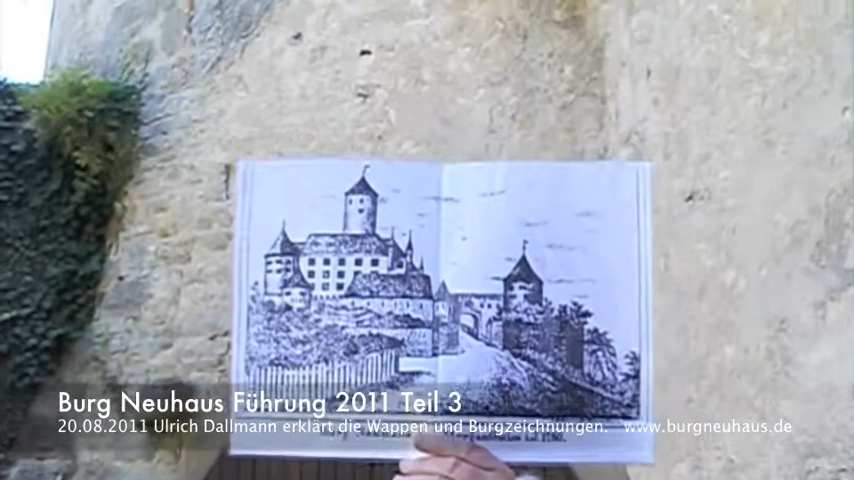 Burg Neuhaus Führung 2011 Teil 3
20.08.2011 Ulrich Dallmann erklärt die Wappen und Burgzeichnungen. www.burgneuhaus.de